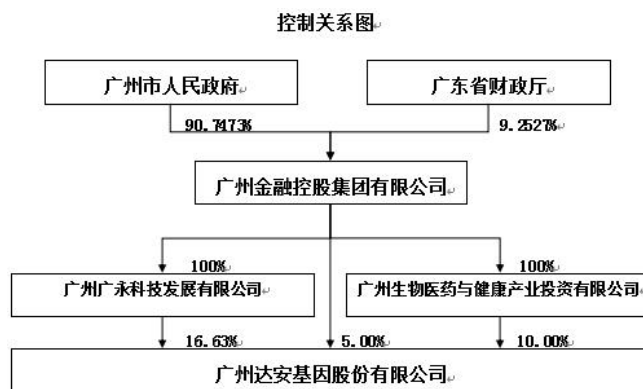 控制关系图
广州市人民政府
广东省财政厅
90.7473%
9.2527%
广州金融控股集团有限公司
100%
100%
广州广永科技发展有限公司
广州生物医药与健康产业投资有限公司
16.63%
5.00%
10.00%
广州达安基因股份有限公司